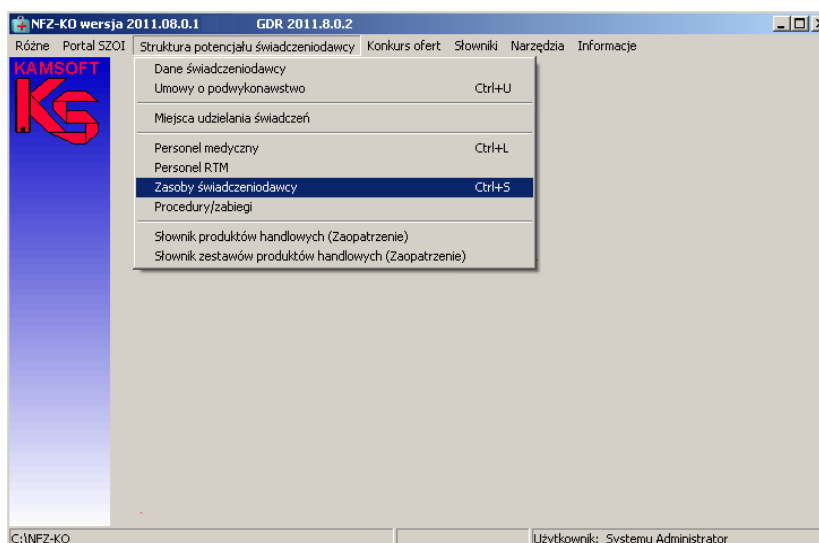 NFZ-KO wersja 2011.08.0.1 GDR 2011.8.0.2
Różne Portal SZOI Struktura potencjału świadczeniodawcy Konkurs ofert Słowniki Narzędzia Informacje
KAMSOFT
KS
Dane świadczeniodawcy
Umowy o podwykonawstwo Ctrl+U
Miejsca udzielania świadczeń
Personel medyczny Ctrl+L
Personel RTM
Zasoby świadczeniodawcy Ctrl+S
Procedury/zabiegi
Słownik produktów handlowych (Zaopatrzenie)
Słownik zestawów produktów handlowych (Zaopatrzenie)
C:\NFZ-KO Użytkownik: Systemu Administrator